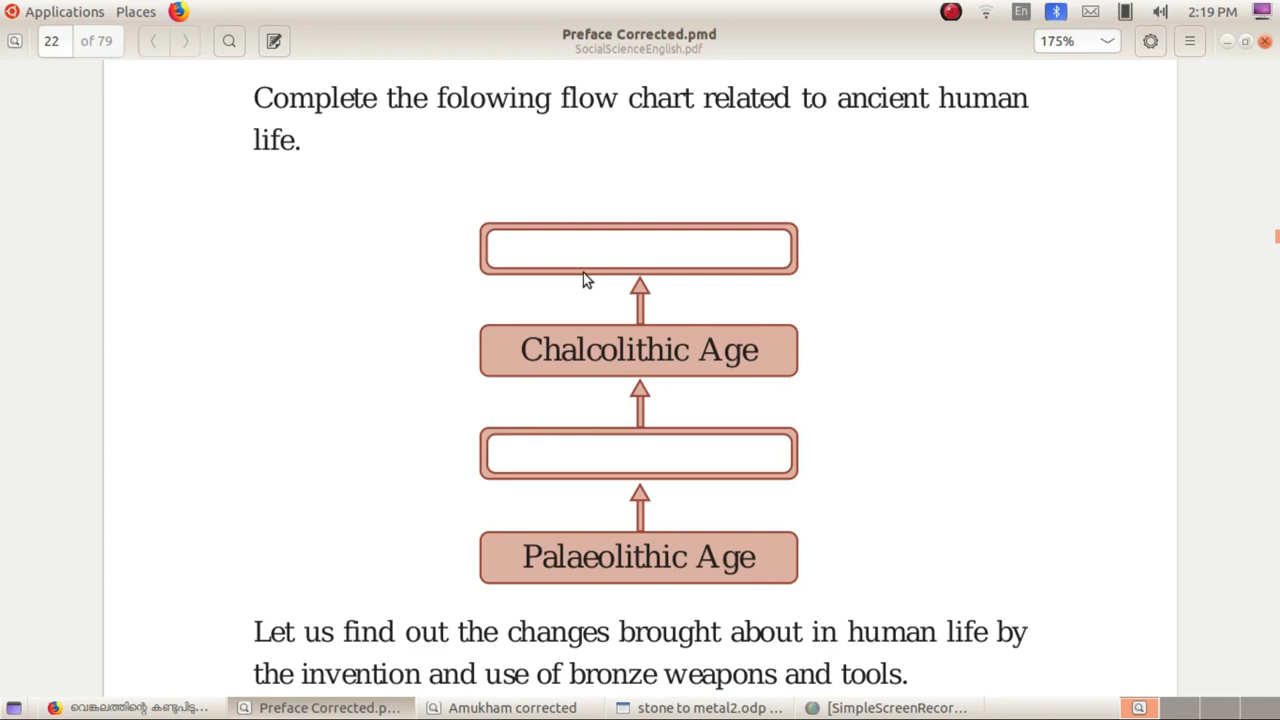 Applications Places En 2:19 PM
22 of 79 Preface Corrected.pmd 175%
SocialScienceEnglish.pdf
Complete the folowing flow chart related to ancient human
life.
Chalcolithic Age
Palaeolithic Age
Let us find out the changes brought about in human life by
the invention and use of bronze weapons and tools.
വെങ്കലത്തിന്റെ കണ്ടുപിടു... Preface Corrected.p... Amukham corrected stone to metal2.odp ... [SimpleScreenRecor...